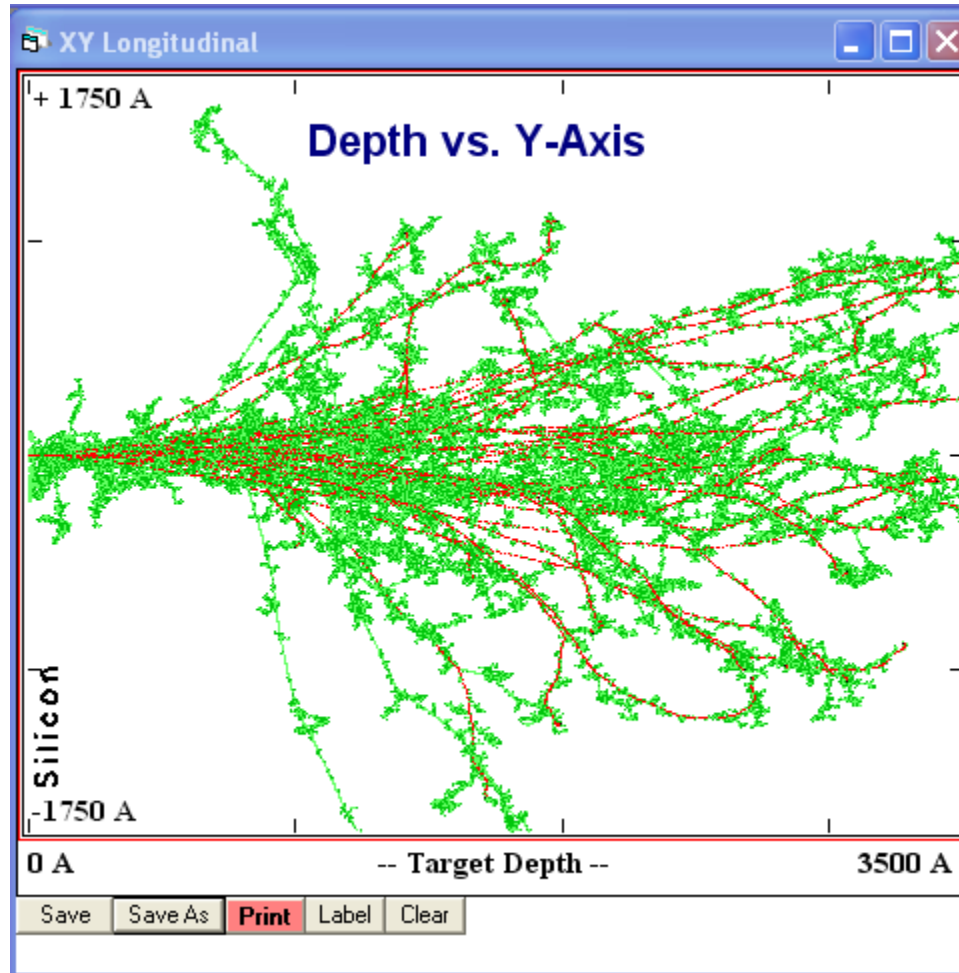 XY Longitudinal
+ 1750 A
Depth vs. Y-Axis
Silicon
-1750 A
0 A
-- Target Depth --
3500 A
Save
Save As
Print
Label
Clear